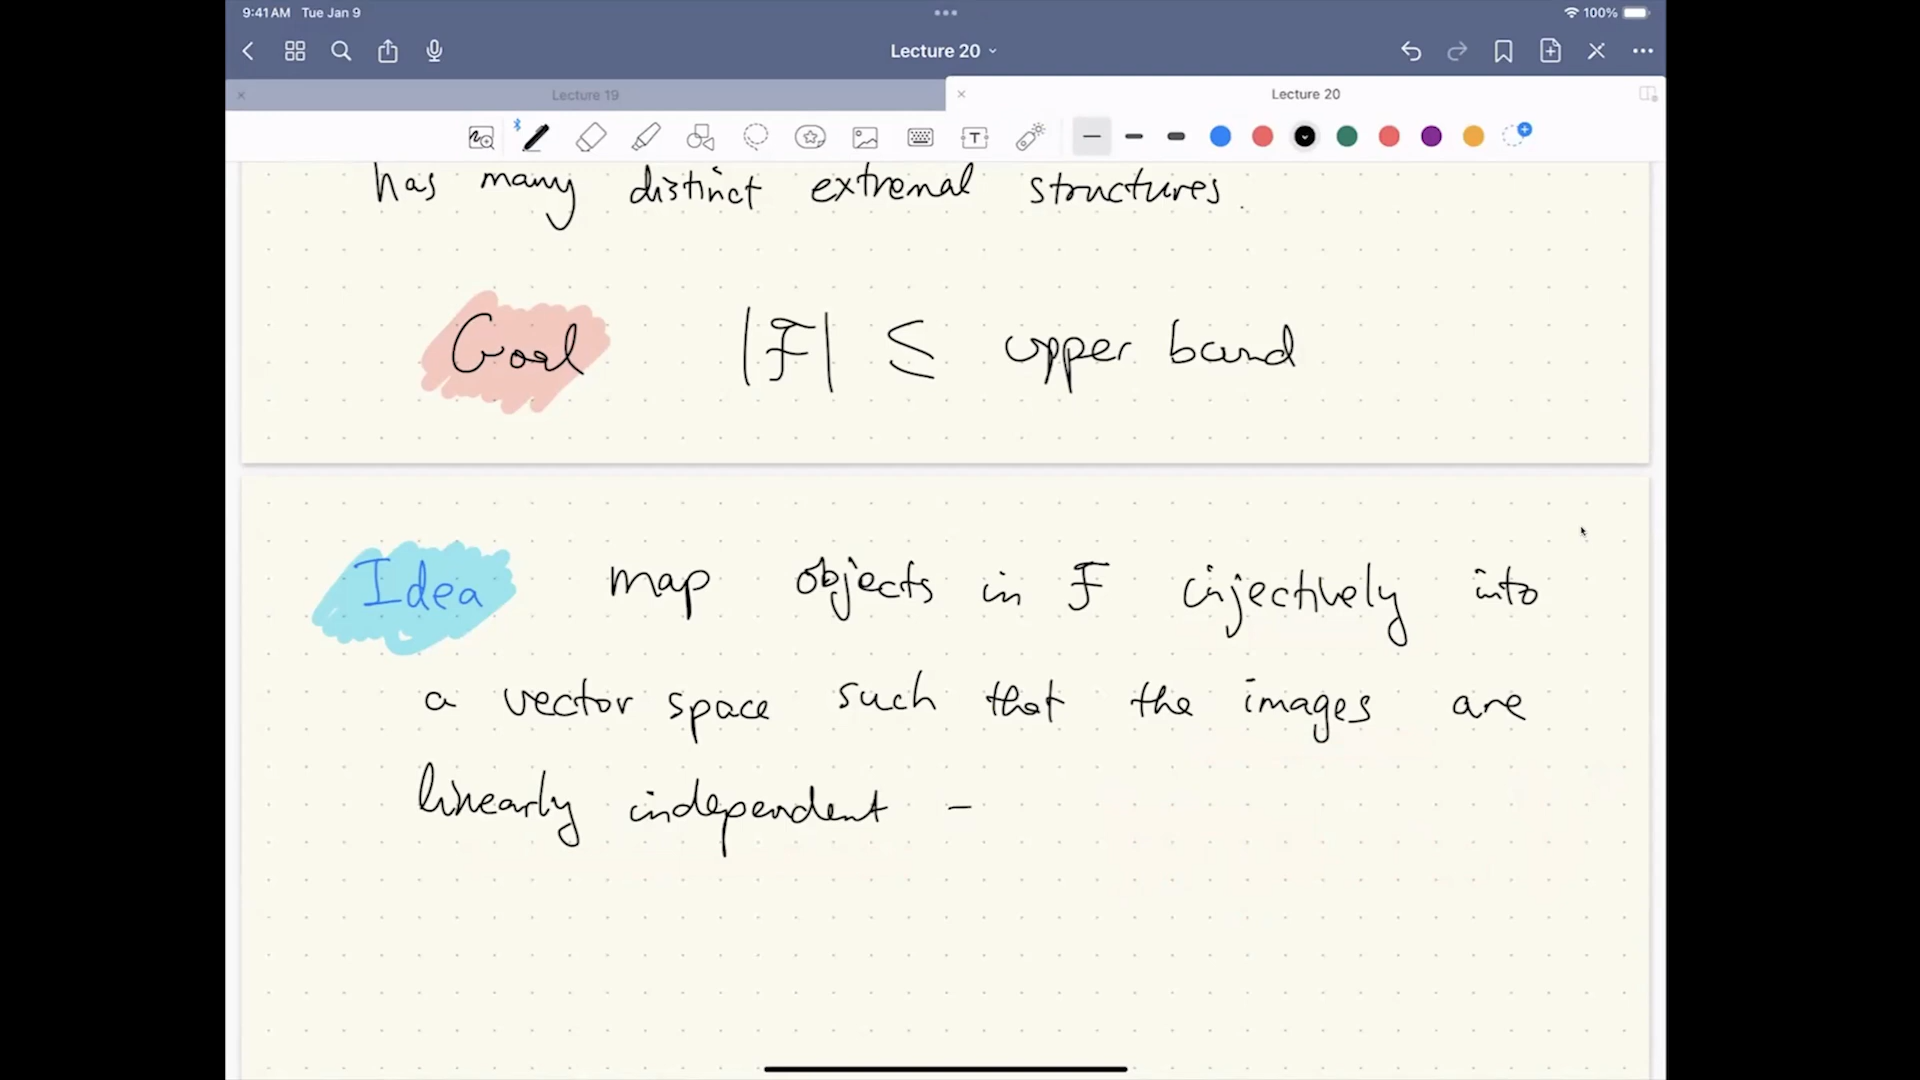 9:41 AM Tue Jan 9
100%
Lecture 20
Lecture 19
Lecture 20
has many distinct extremal structures.
Goal |F| ≤ upper bound
Idea map objects in F injectively into
a vector space such that the images are
linearly independent -